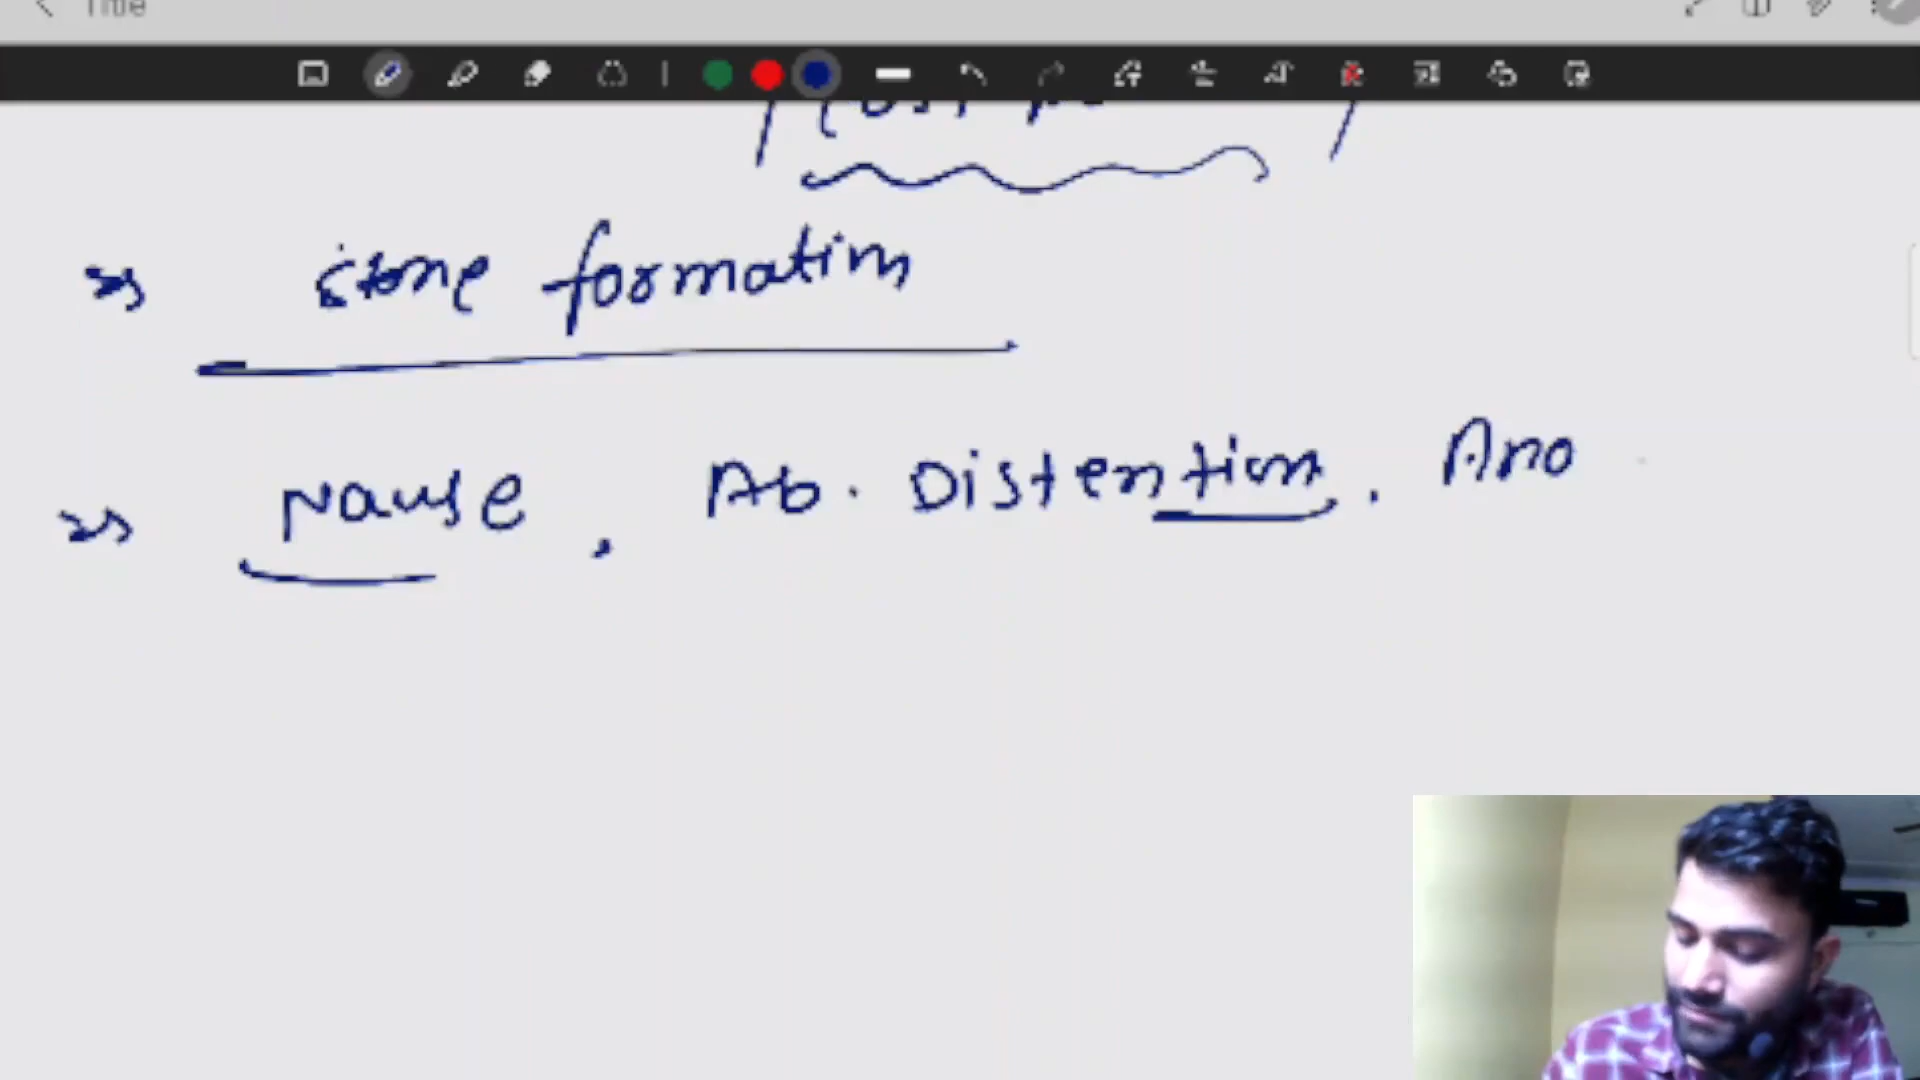 Title
stone formation
Nause, Ab. Distention, Ano